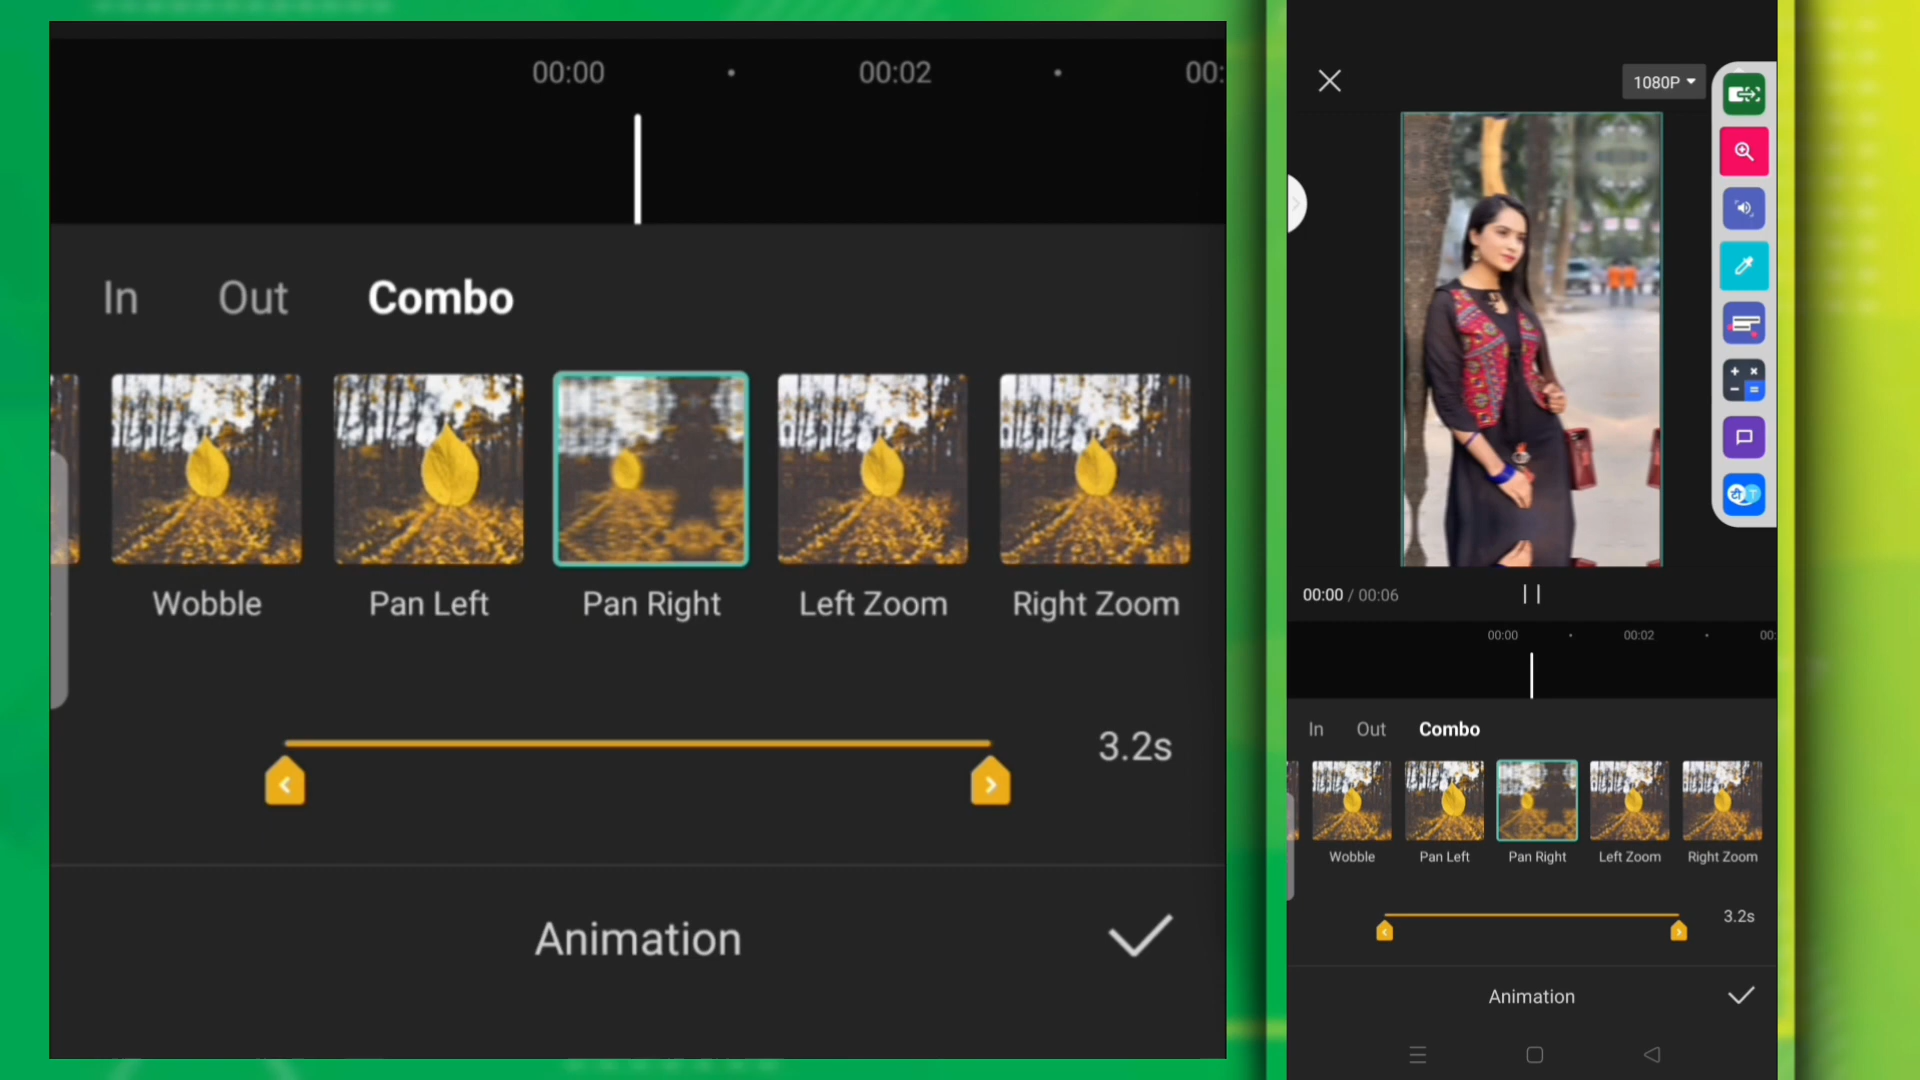 00:00 00:02 00:
In Out Combo
Wobble Pan Left Pan Right Left Zoom Right Zoom
3.2s
Animation
1080P
00:00 / 00:06
00:00 00:02 00:
In Out Combo
Wobble Pan Left Pan Right Left Zoom Right Zoom
3.2s
Animation